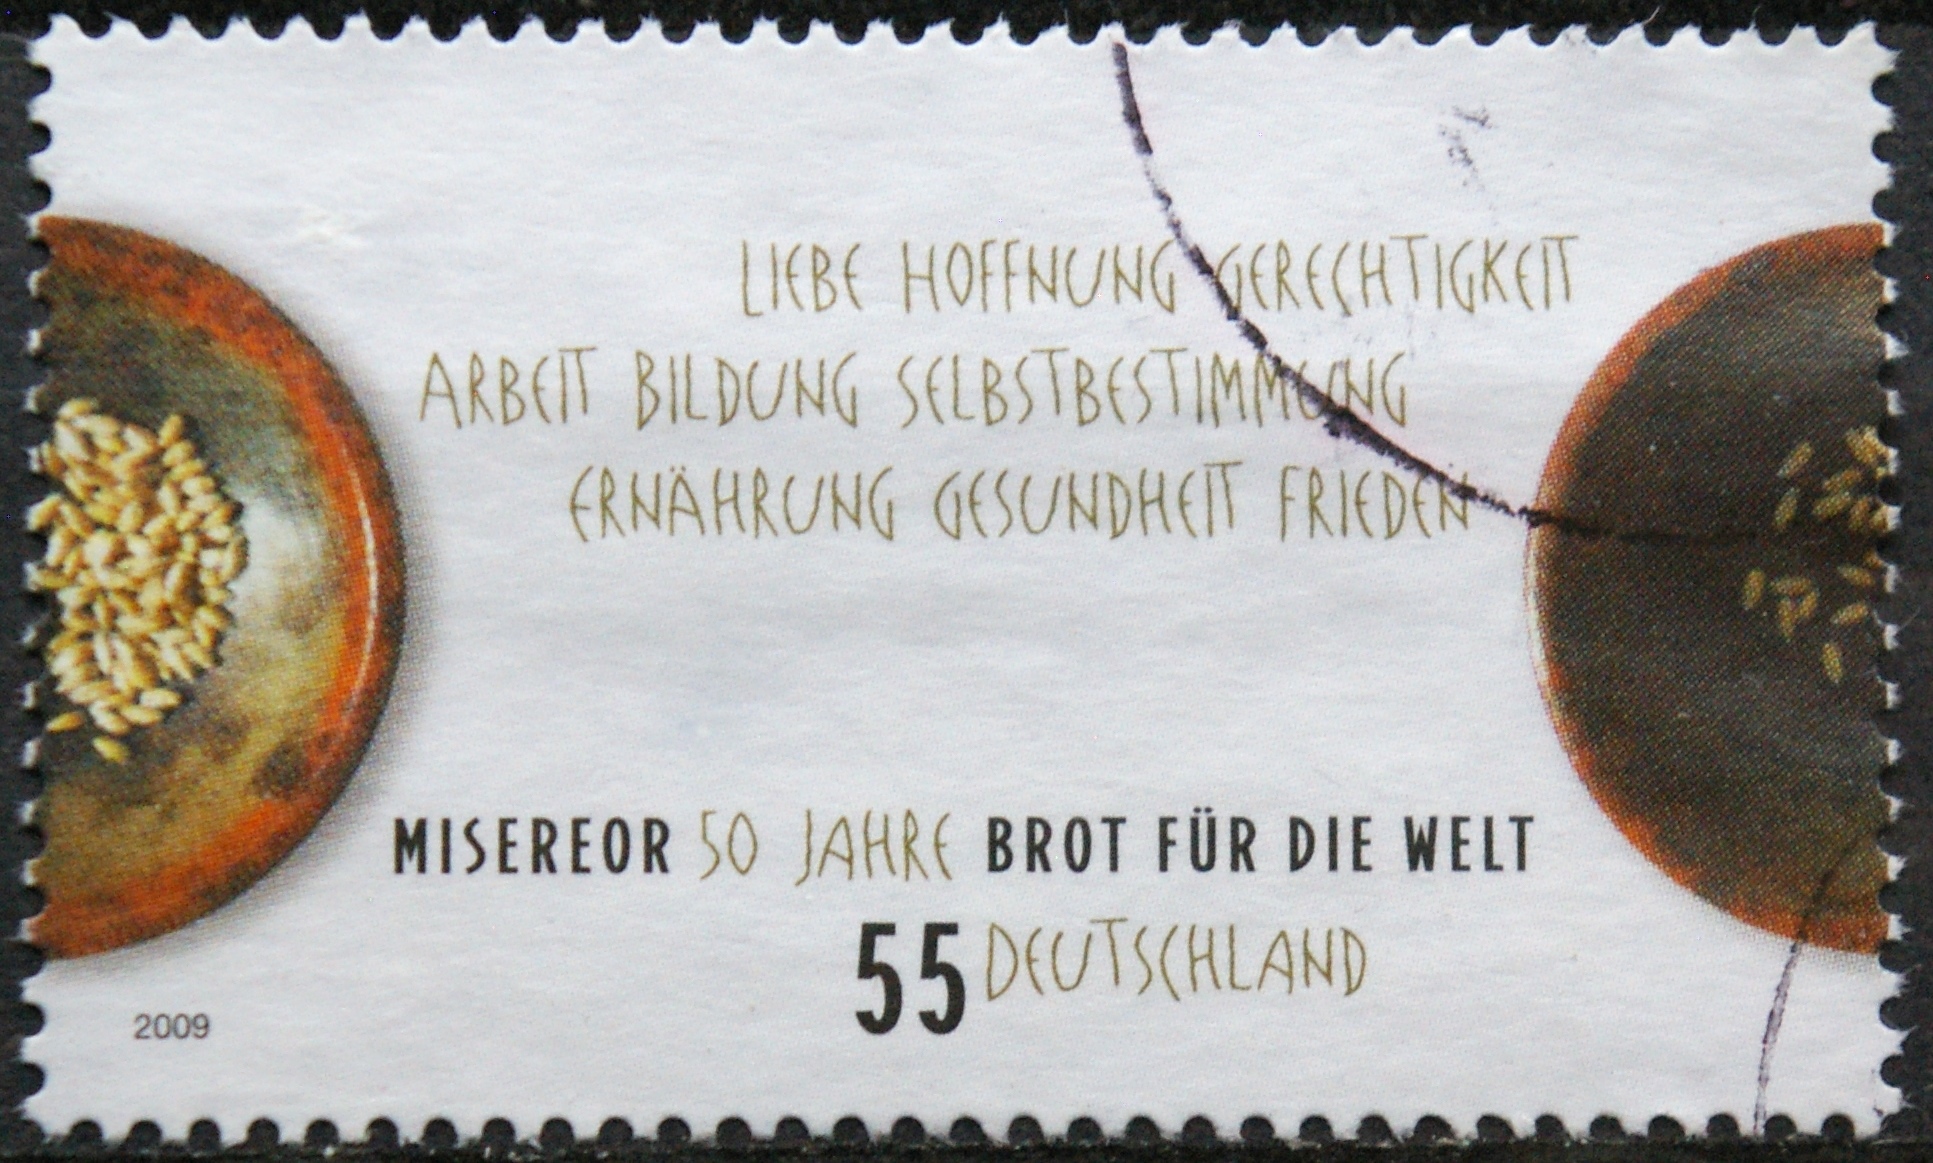 LIEBE HOFFNUNG GERECHTIGKEIT
ARBEIT BILDUNG SELBSTBESTIMMUNG
ERNÄHRUNG GESUNDHEIT FRIEDEN
MISEREOR 50 JAHRE BROT FÜR DIE WELT
55 DEUTSCHLAND
2009